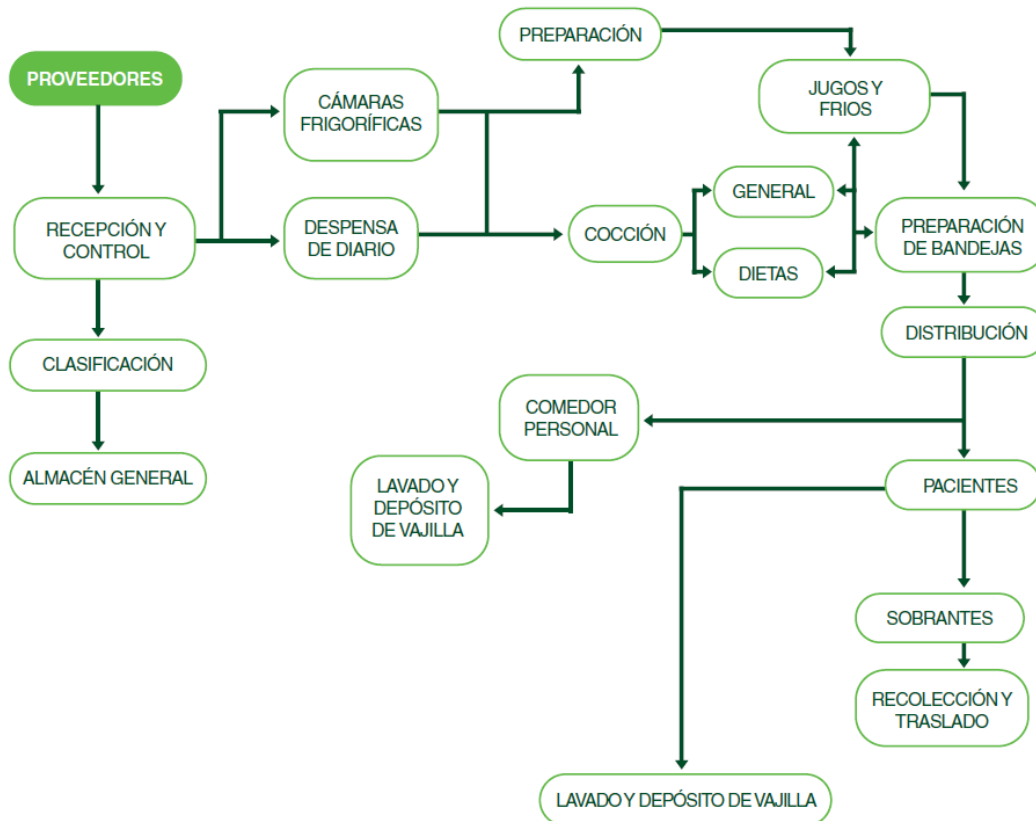 PREPARACIÓN
PROVEEDORES
CÁMARAS
FRIGORÍFICAS
JUGOS Y
FRIOS
GENERAL
RECEPCIÓN Y
CONTROL
DESPENSA
DE DIARIO
COCCIÓN
PREPARACIÓN
DE BANDEJAS
DIETAS
DISTRIBUCIÓN
CLASIFICACIÓN
COMEDOR
PERSONAL
ALMACÉN GENERAL
LAVADO Y
DEPÓSITO
DE VAJILLA
PACIENTES
SOBRANTES
RECOLECCIÓN Y
TRASLADO
LAVADO Y DEPÓSITO DE VAJILLA